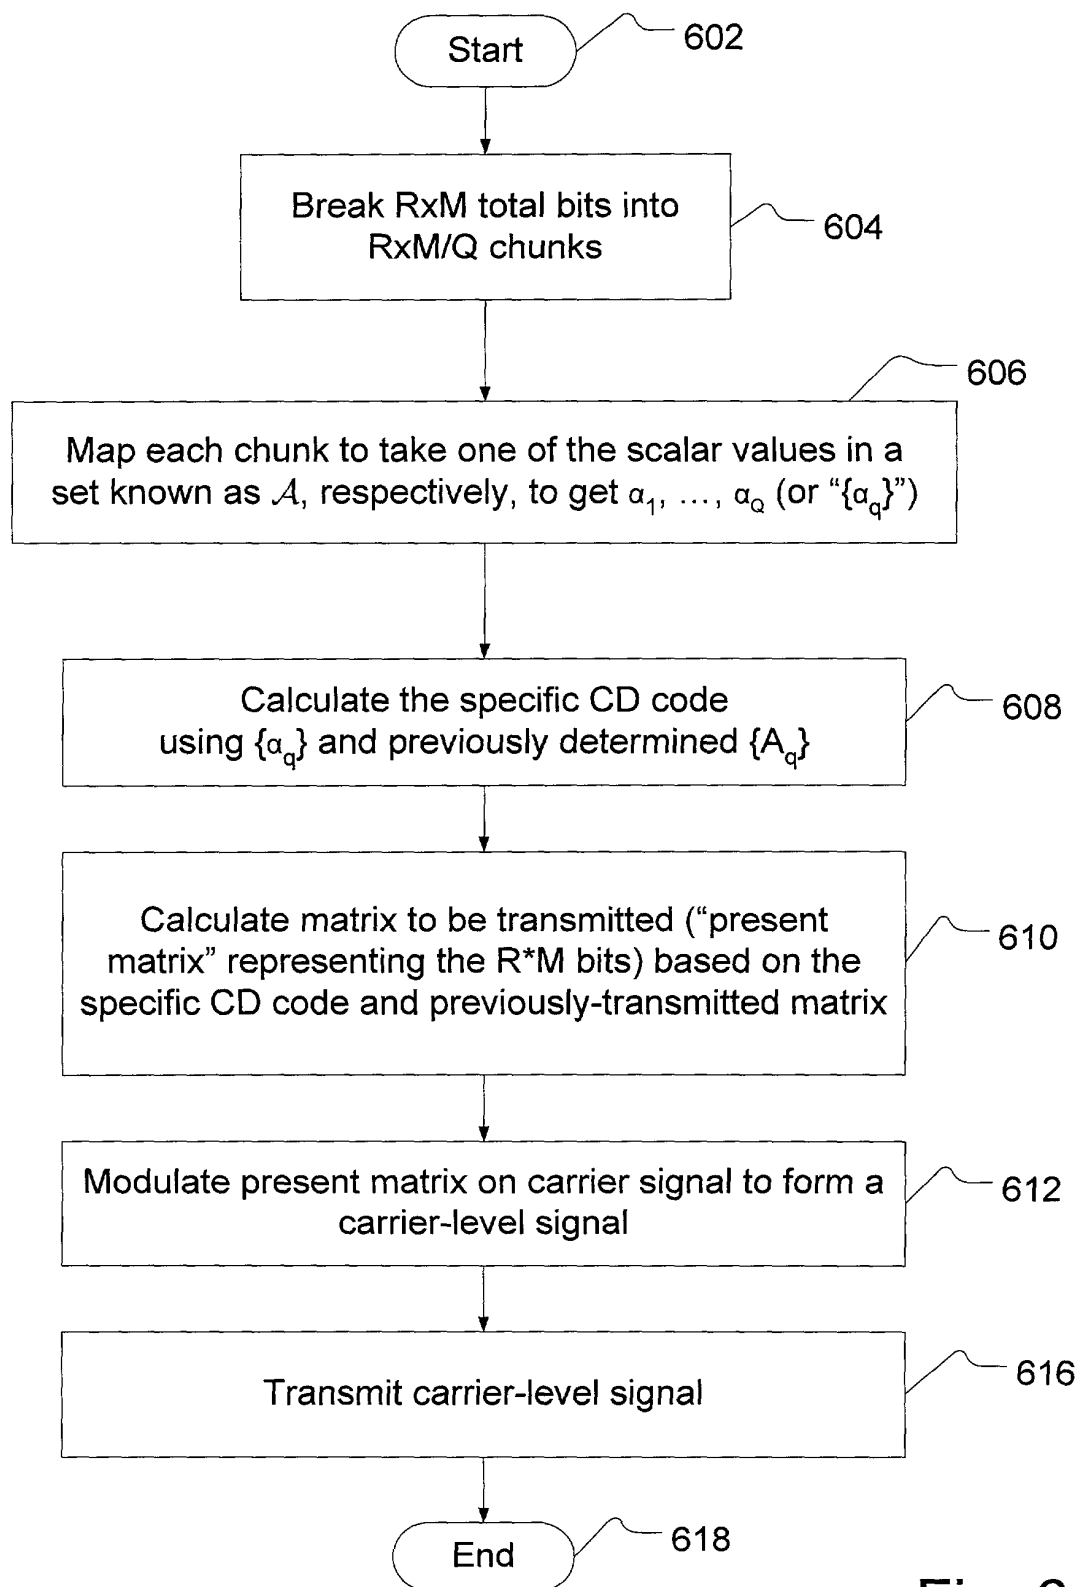 Start
602
Break RxM total bits into
RxM/Q chunks
604
606
Map each chunk to take one of the scalar values in a
set known as 𝒜, respectively, to get α₁, ..., α_Q (or “{α_q}”)
Calculate the specific CD code
using {α_q} and previously determined {A_q}
608
Calculate matrix to be transmitted (“present
matrix” representing the R*M bits) based on the
specific CD code and previously-transmitted matrix
610
Modulate present matrix on carrier signal to form a
carrier-level signal
612
Transmit carrier-level signal
616
End
618